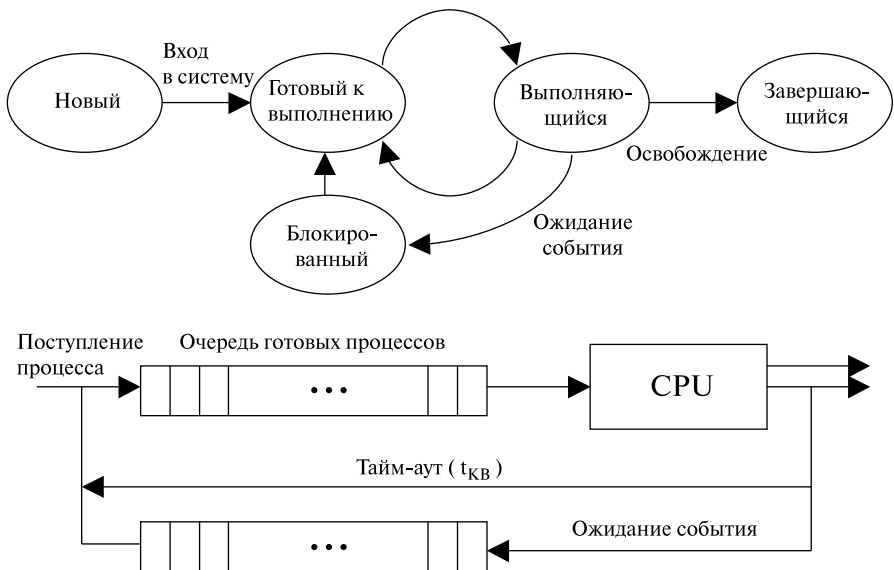 Вход
в систему
Новый
Готовый к
выполнению
Выполняю-
щийся
Завершаю-
щийся
Освобождение
Блокиро-
ванный
Ожидание
события
Поступление
процесса
Очередь готовых процессов
...
CPU
Тайм-аут ( tКВ )
Ожидание события
...